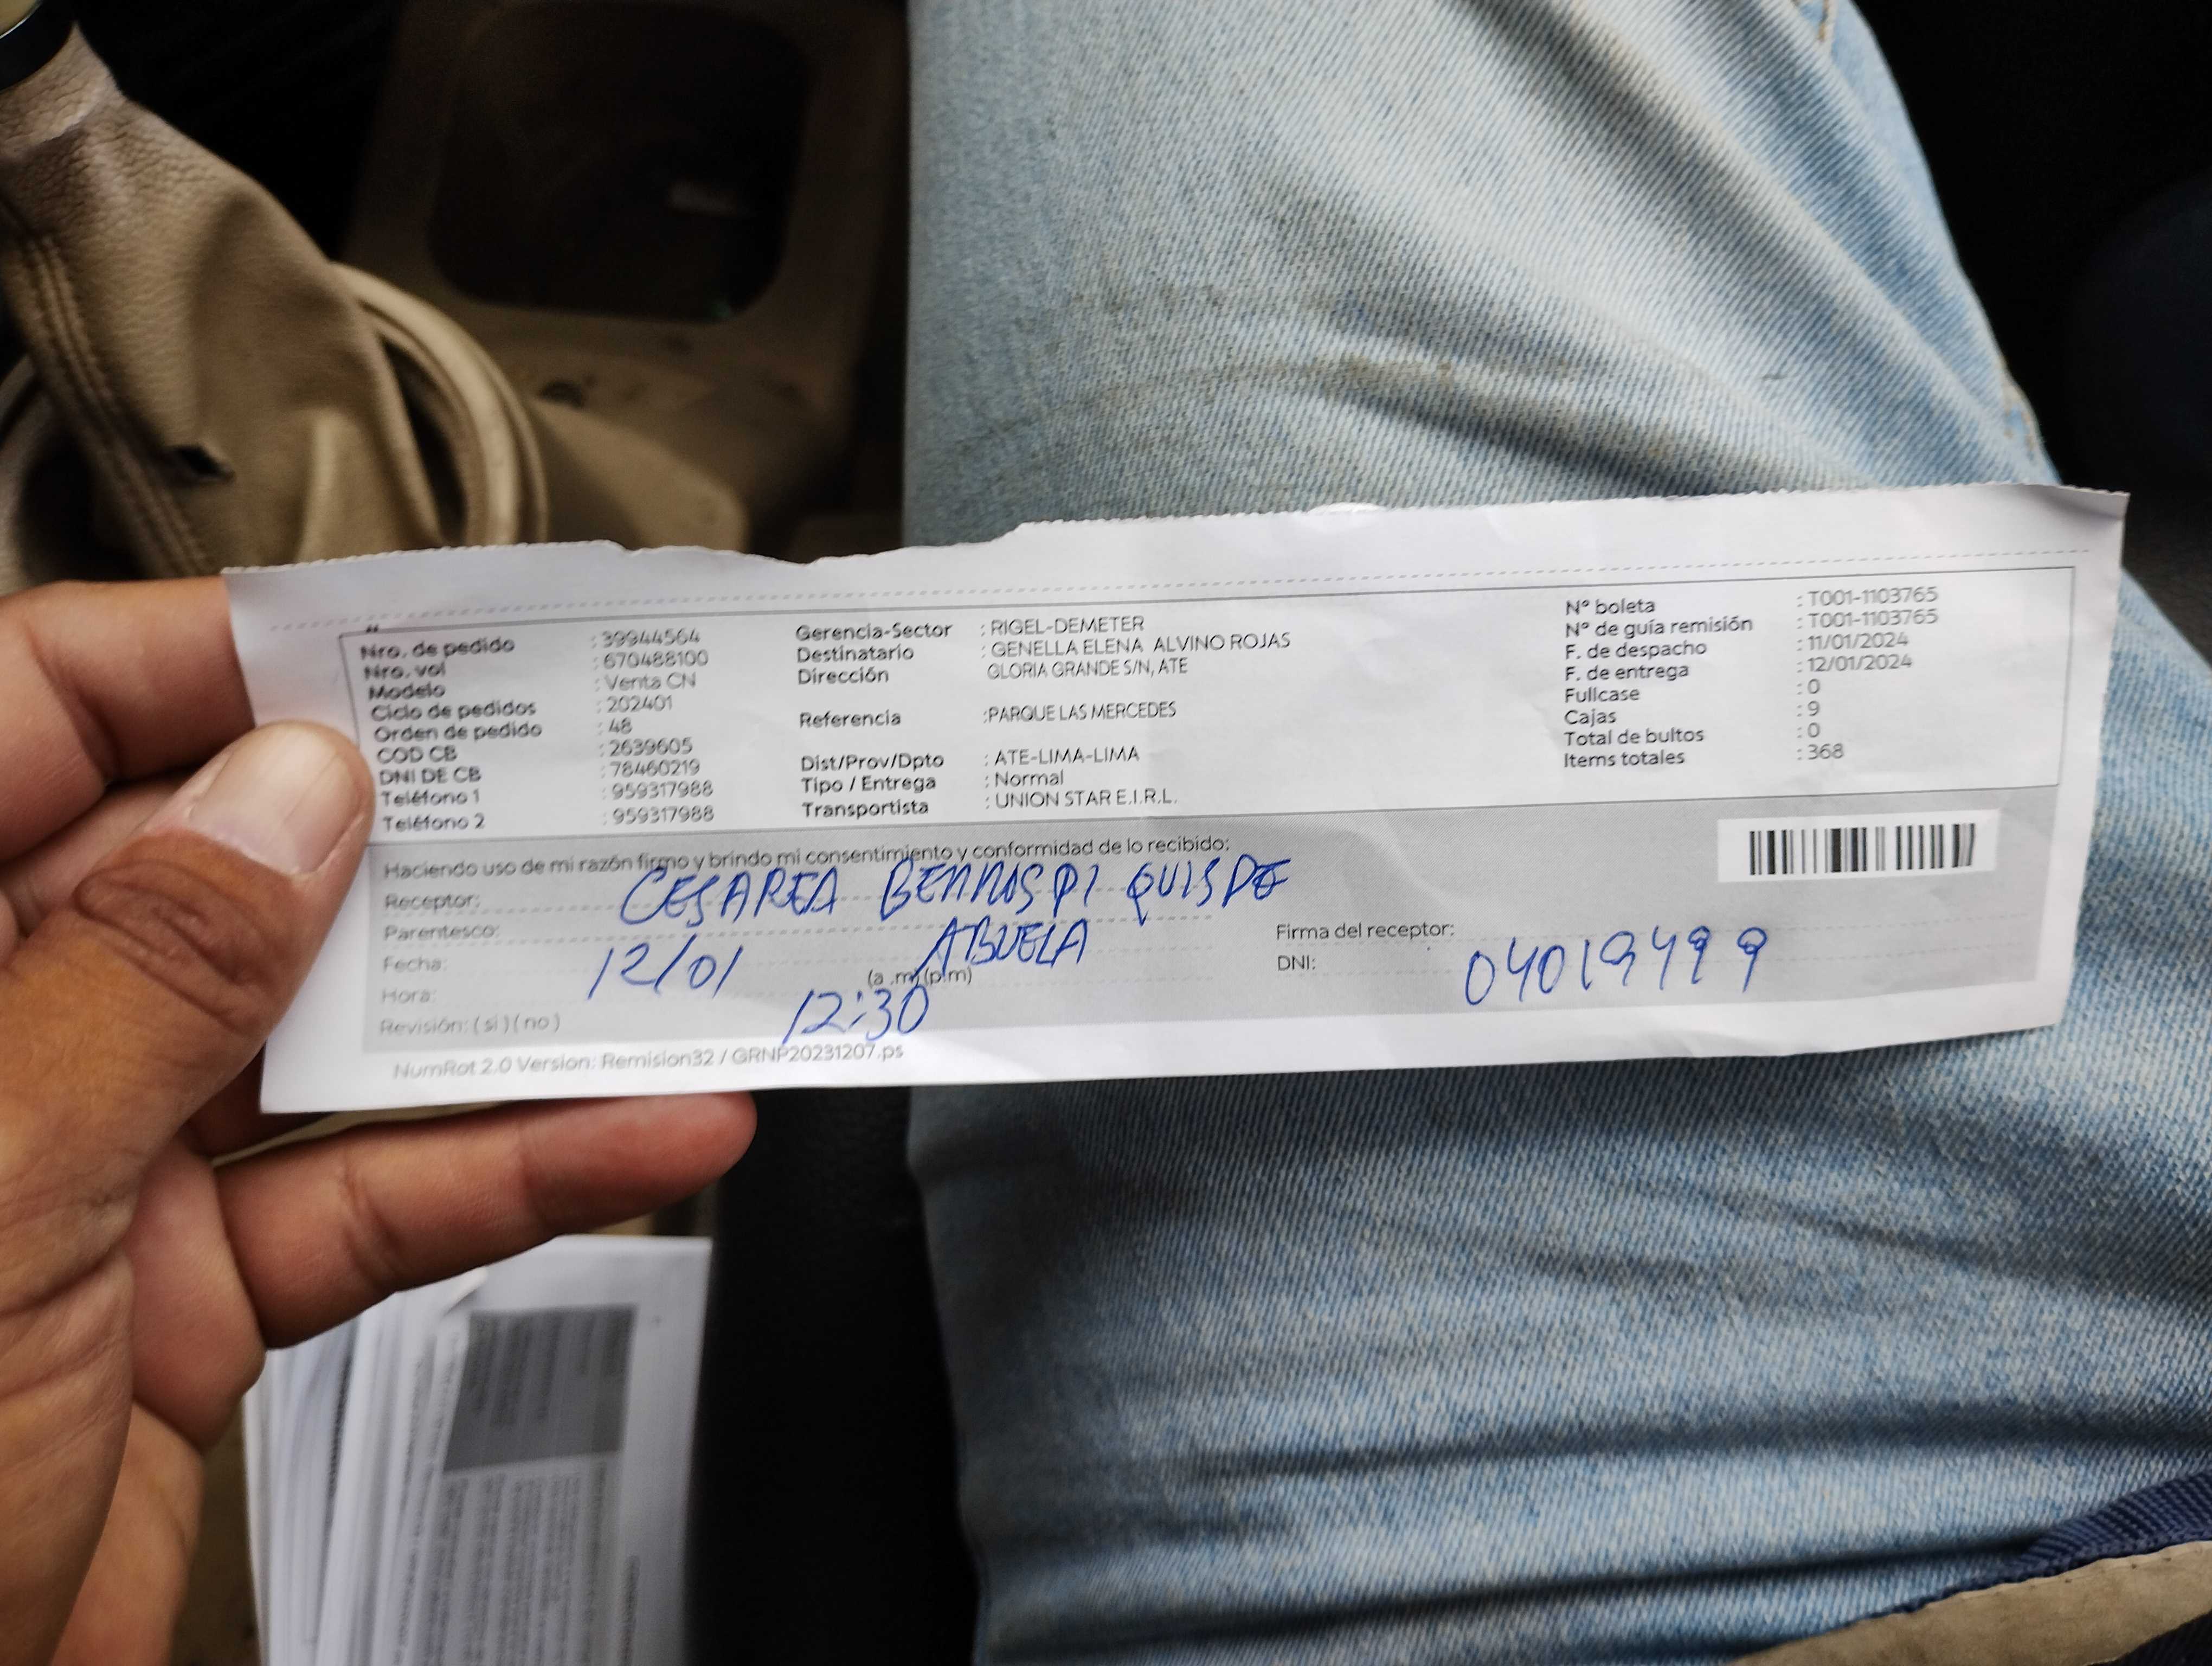 Nro. de pedido : 39944564
Nro. vol : 670488100
Modelo : Venta CN
Ciclo de pedidos : 202401
Orden de pedido : 48
COD CB : 2639605
DNI DE CB : 78460219
Teléfono 1 : 959317988
Teléfono 2 : 959317988
Gerencia-Sector : RIGEL-DEMETER
Destinatario : GENELLA ELENA ALVINO ROJAS
Dirección GLORIA GRANDE S/N, ATE
Referencia :PARQUE LAS MERCEDES
Dist/Prov/Dpto : ATE-LIMA-LIMA
Tipo / Entrega : Normal
Transportista : UNION STAR E.I.R.L.
Nº boleta : T001-1103765
Nº de guía remisión : T001-1103765
F. de despacho : 11/01/2024
F. de entrega : 12/01/2024
Fullcase : 0
Cajas : 9
Total de bultos : 0
Items totales : 368
Haciendo uso de mi razón firmo y brindo mi consentimiento y conformidad de lo recibido:
Receptor: CESAREA QUISPE
Parentesco: ABUELA
Fecha: 12/01
Hora: 12:30 (a .m) (p.m)
Revisión: ( si ) ( no )
Firma del receptor:
DNI: 04019499
NumRot 2.0 Version: Remision32 / GRNP20231207.ps